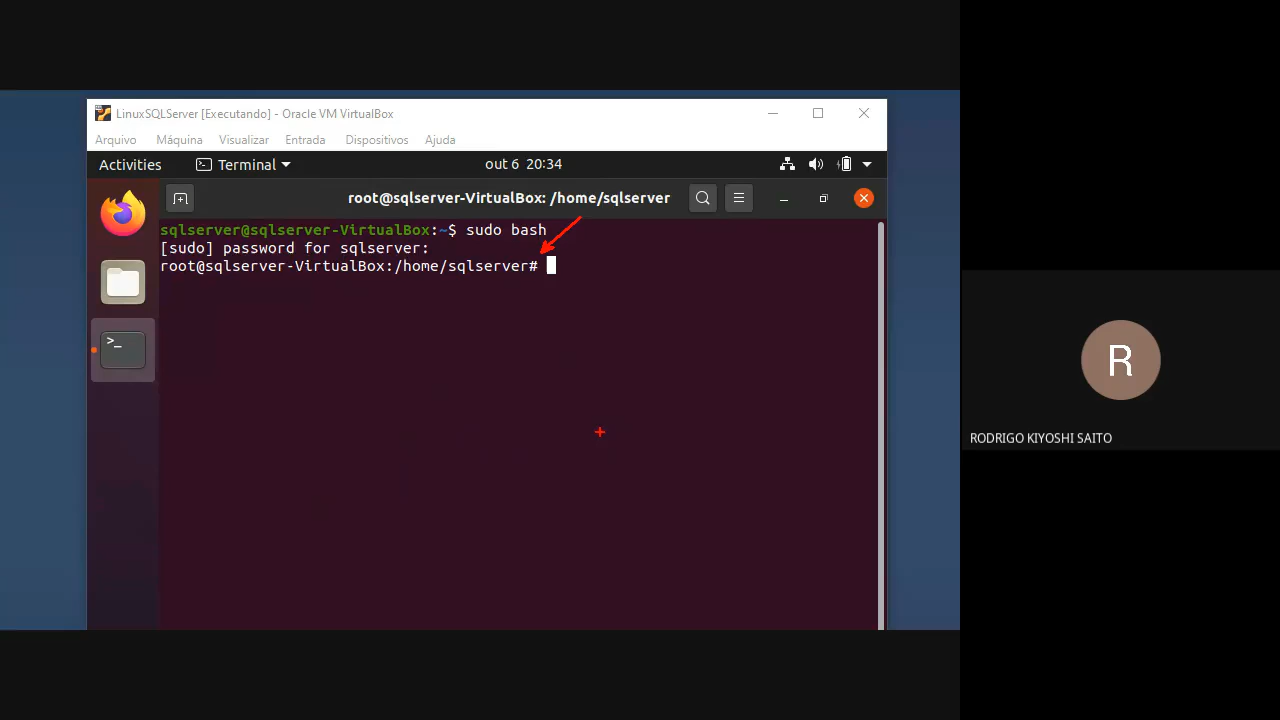 LinuxSQLServer [Executando] - Oracle VM VirtualBox
Arquivo Máquina Visualizar Entrada Dispositivos Ajuda
Activities Terminal out 6 20:34
root@sqlserver-VirtualBox: /home/sqlserver
sqlserver@sqlserver-VirtualBox:~$ sudo bash
[sudo] password for sqlserver:
root@sqlserver-VirtualBox:/home/sqlserver#
>_
R
RODRIGO KIYOSHI SAITO